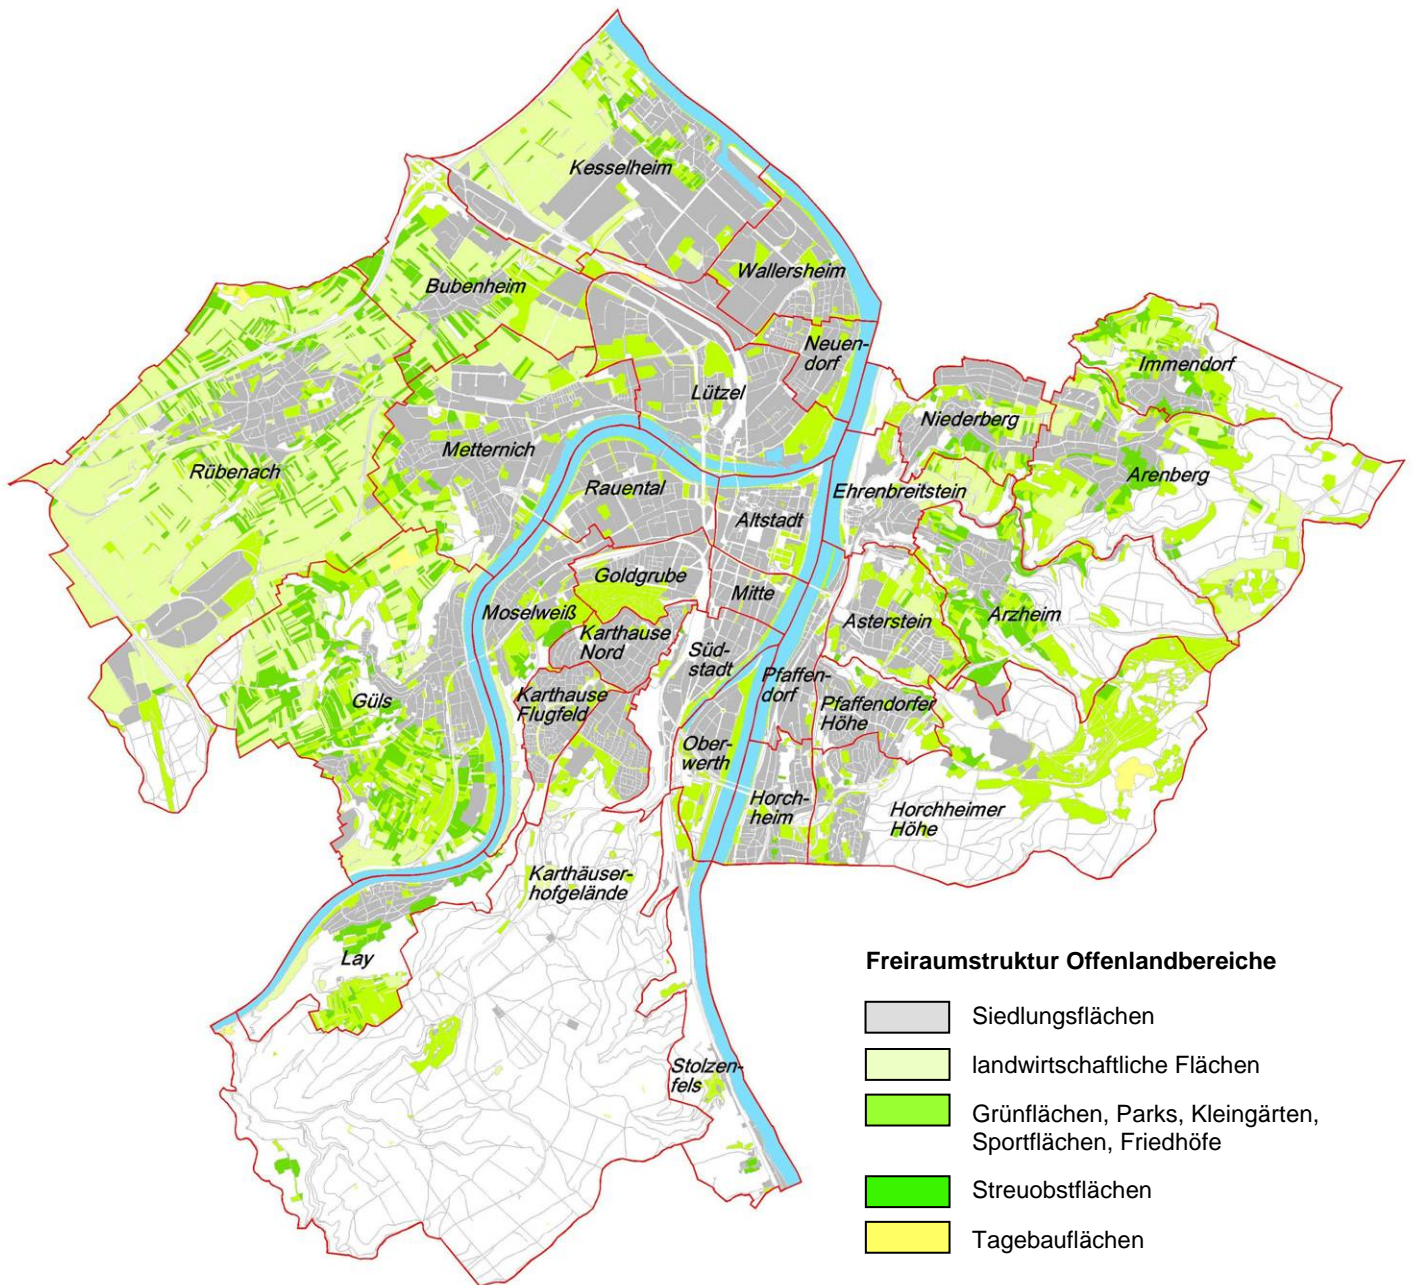 Kesselheim
Wallersheim
Bubenheim
Neuen-
dorf
Immendorf
Lützel
Niederberg
Metternich
Rübenach
Arenberg
Rauental
Ehrenbreitstein
Altstadt
Goldgrube
Mitte
Moselweiß
Asterstein
Arzheim
Karthause
Nord
Süd-
stadt
Pfaffen-
dorf
Güls
Karthause
Flugfeld
Pfaffendorfer
Höhe
Ober-
werth
Horch-
heim
Horchheimer
Höhe
Karthäuser-
hofgelände
Lay
Stolzen-
fels
Freiraumstruktur Offenlandbereiche
Siedlungsflächen
landwirtschaftliche Flächen
Grünflächen, Parks, Kleingärten,
Sportflächen, Friedhöfe
Streuobstflächen
Tagebauflächen